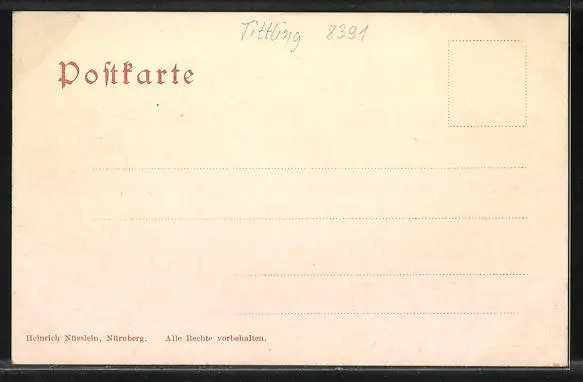 Tittling 8391
Postkarte
Heinrich Nüsslein, Nürnberg. Alle Rechte vorbehalten.